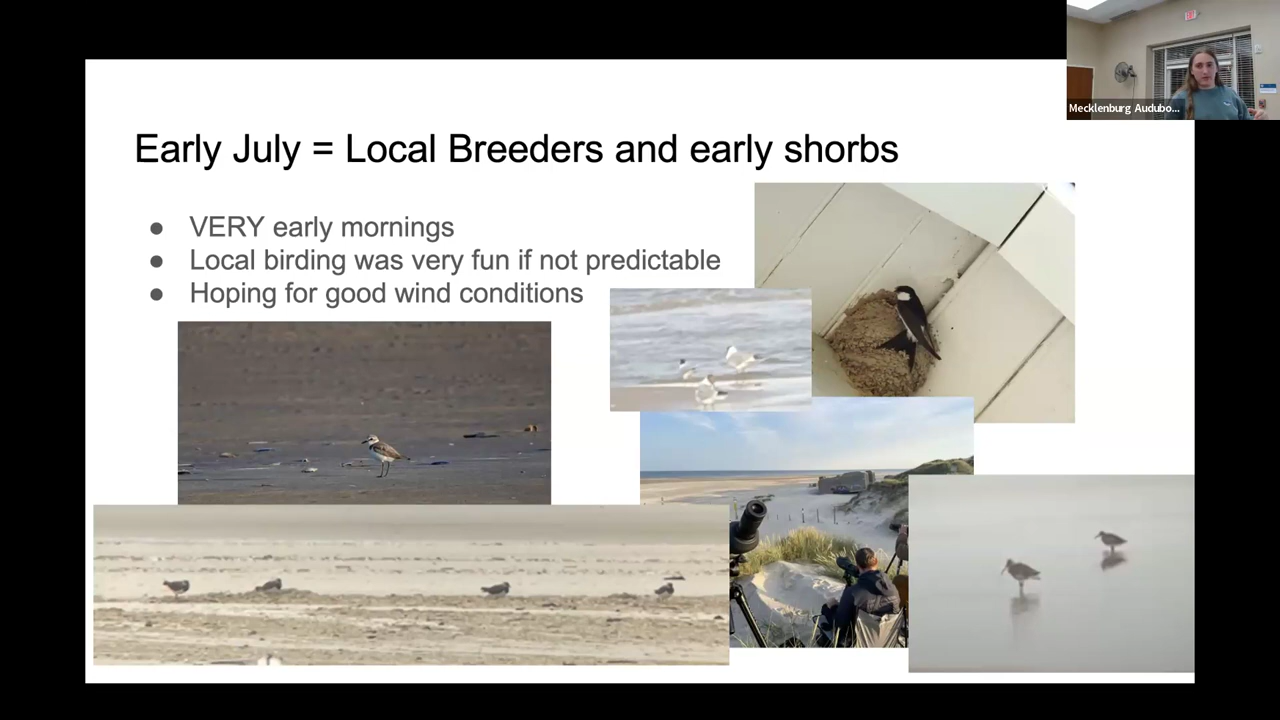 Mecklenburg Audubo...
Early July = Local Breeders and early shorbs
● VERY early mornings
● Local birding was very fun if not predictable
● Hoping for good wind conditions